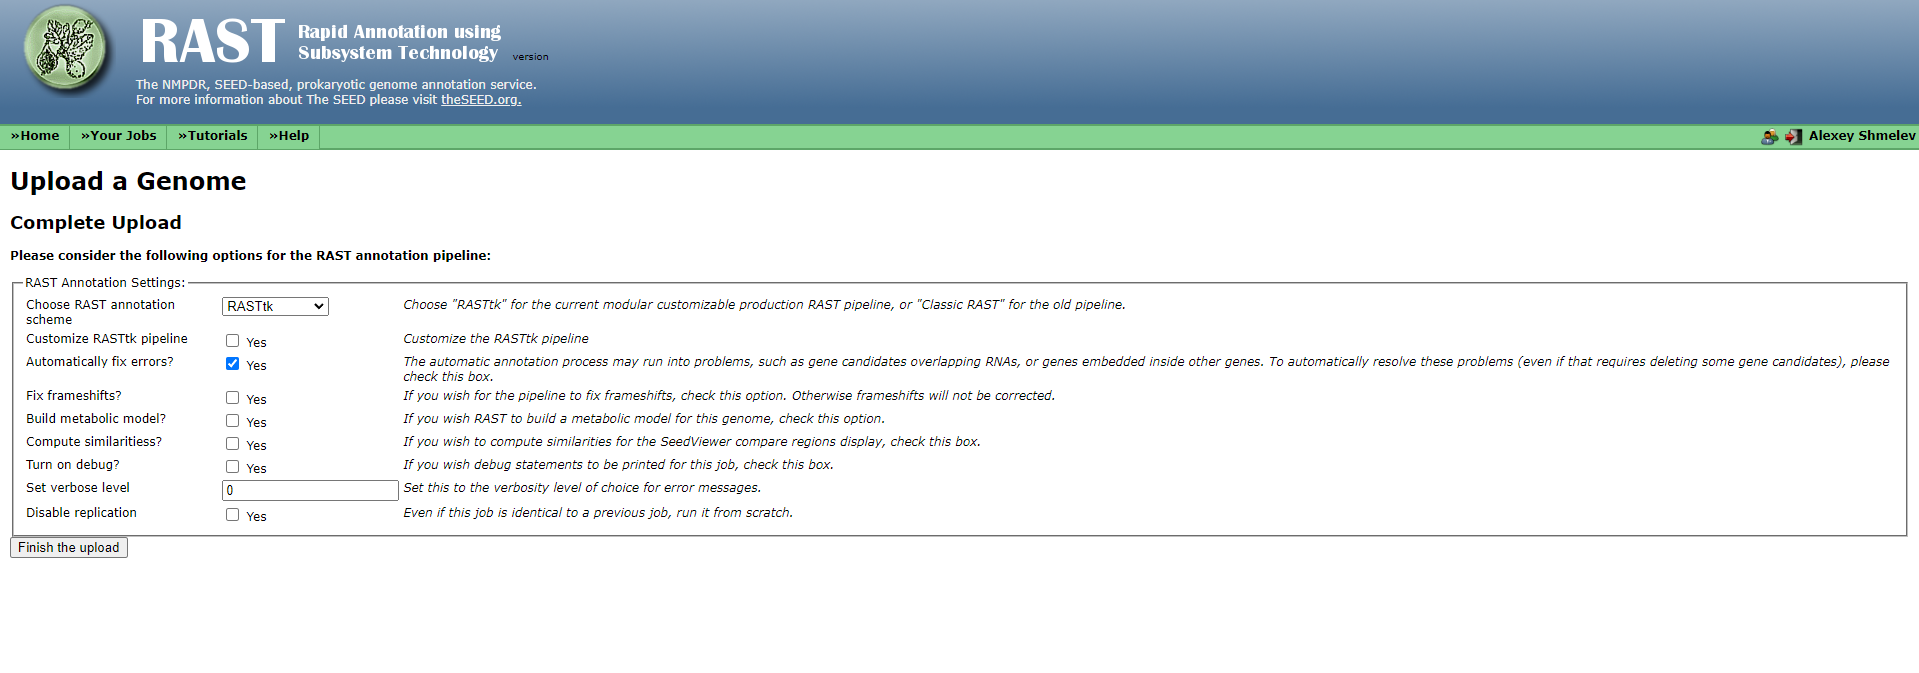 RAST
Rapid Annotation using
Subsystem Technology version
The NMPDR, SEED-based, prokaryotic genome annotation service.
For more information about The SEED please visit theSEED.org.
»Home »Your Jobs »Tutorials »Help Alexey Shmelev
Upload a Genome
Complete Upload
Please consider the following options for the RAST annotation pipeline:
RAST Annotation Settings:
Choose RAST annotation
scheme
RASTtk
Choose "RASTtk" for the current modular customizable production RAST pipeline, or "Classic RAST" for the old pipeline.
Customize RASTtk pipeline Yes Customize the RASTtk pipeline
Automatically fix errors? Yes The automatic annotation process may run into problems, such as gene candidates overlapping RNAs, or genes embedded inside other genes. To automatically resolve these problems (even if that requires deleting some gene candidates), please
check this box.
Fix frameshifts? Yes If you wish for the pipeline to fix frameshifts, check this option. Otherwise frameshifts will not be corrected.
Build metabolic model? Yes If you wish RAST to build a metabolic model for this genome, check this option.
Compute similaritiess? Yes If you wish to compute similarities for the SeedViewer compare regions display, check this box.
Turn on debug? Yes If you wish debug statements to be printed for this job, check this box.
Set verbose level 0 Set this to the verbosity level of choice for error messages.
Disable replication Yes Even if this job is identical to a previous job, run it from scratch.
Finish the upload